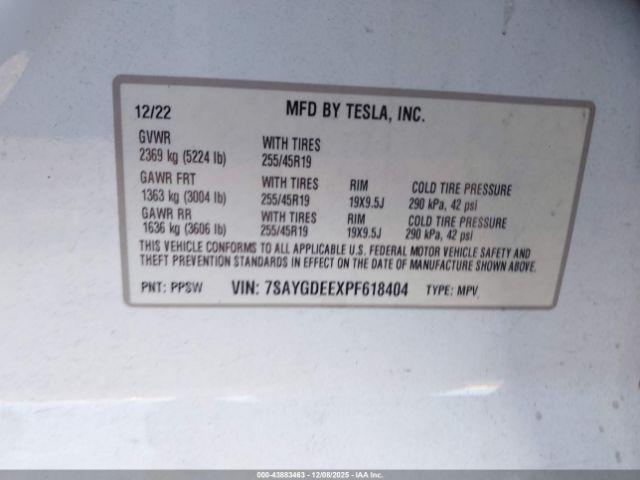 12/22 MFD BY TESLA, INC.
GVWR WITH TIRES
2369 kg (5224 lb) 255/45R19
GAWR FRT WITH TIRES RIM COLD TIRE PRESSURE
1363 kg (3004 lb) 255/45R19 19X9.5J 290 kPa, 42 psi
GAWR RR WITH TIRES RIM COLD TIRE PRESSURE
1636 kg (3606 lb) 255/45R19 19X9.5J 290 kPa, 42 psi
THIS VEHICLE CONFORMS TO ALL APPLICABLE U.S. FEDERAL MOTOR VEHICLE SAFETY AND
THEFT PREVENTION STANDARDS IN EFFECT ON THE DATE OF MANUFACTURE SHOWN ABOVE.
PNT: PPSW VIN: 7SAYGDEEXPF618404 TYPE: MPV
000-43883463 - 12/08/2025 - IAA Inc.